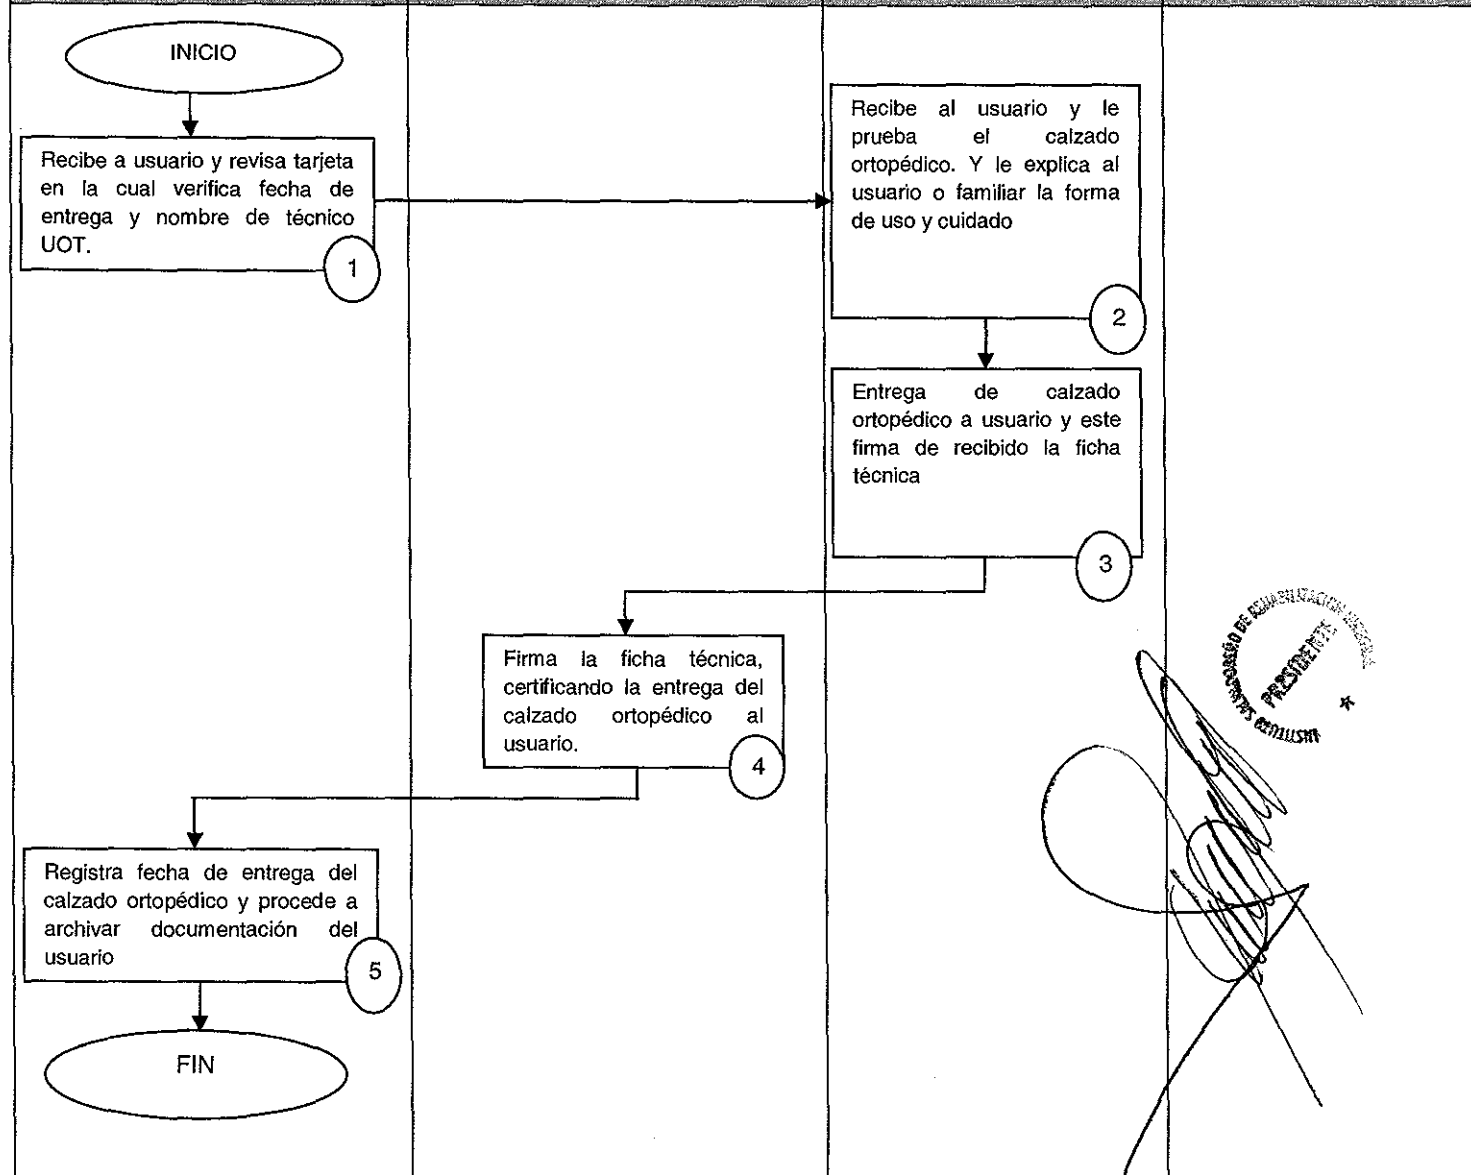 INICIO
Recibe a usuario y revisa tarjeta
en la cual verifica fecha de
entrega y nombre de técnico
UOT.
1
Recibe al usuario y le
prueba el calzado
ortopédico. Y le explica al
usuario o familiar la forma
de uso y cuidado
2
Entrega de calzado
ortopédico a usuario y este
firma de recibido la ficha
técnica
3
Firma la ficha técnica,
certificando la entrega del
calzado ortopédico al
usuario.
4
Registra fecha de entrega del
calzado ortopédico y procede a
archivar documentación del
usuario
5
FIN
INSTITUTO SALVADOREÑO DE REHABILITACION
PRESIDENTE